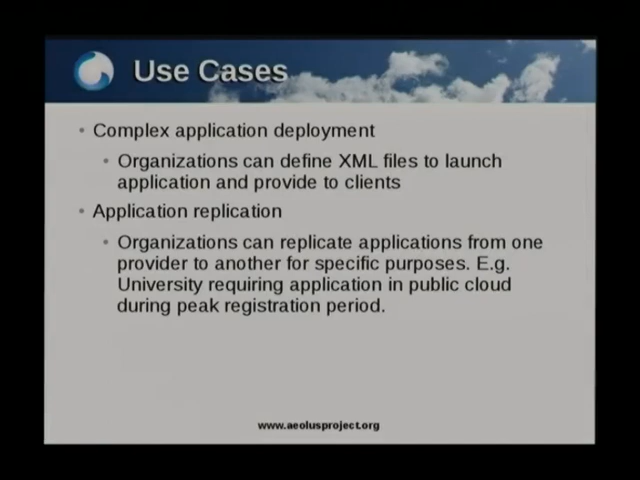 Use Cases
• Complex application deployment
• Organizations can define XML files to launch
application and provide to clients
• Application replication
• Organizations can replicate applications from one
provider to another for specific purposes. E.g.
University requiring application in public cloud
during peak registration period.
www.aeolusproject.org